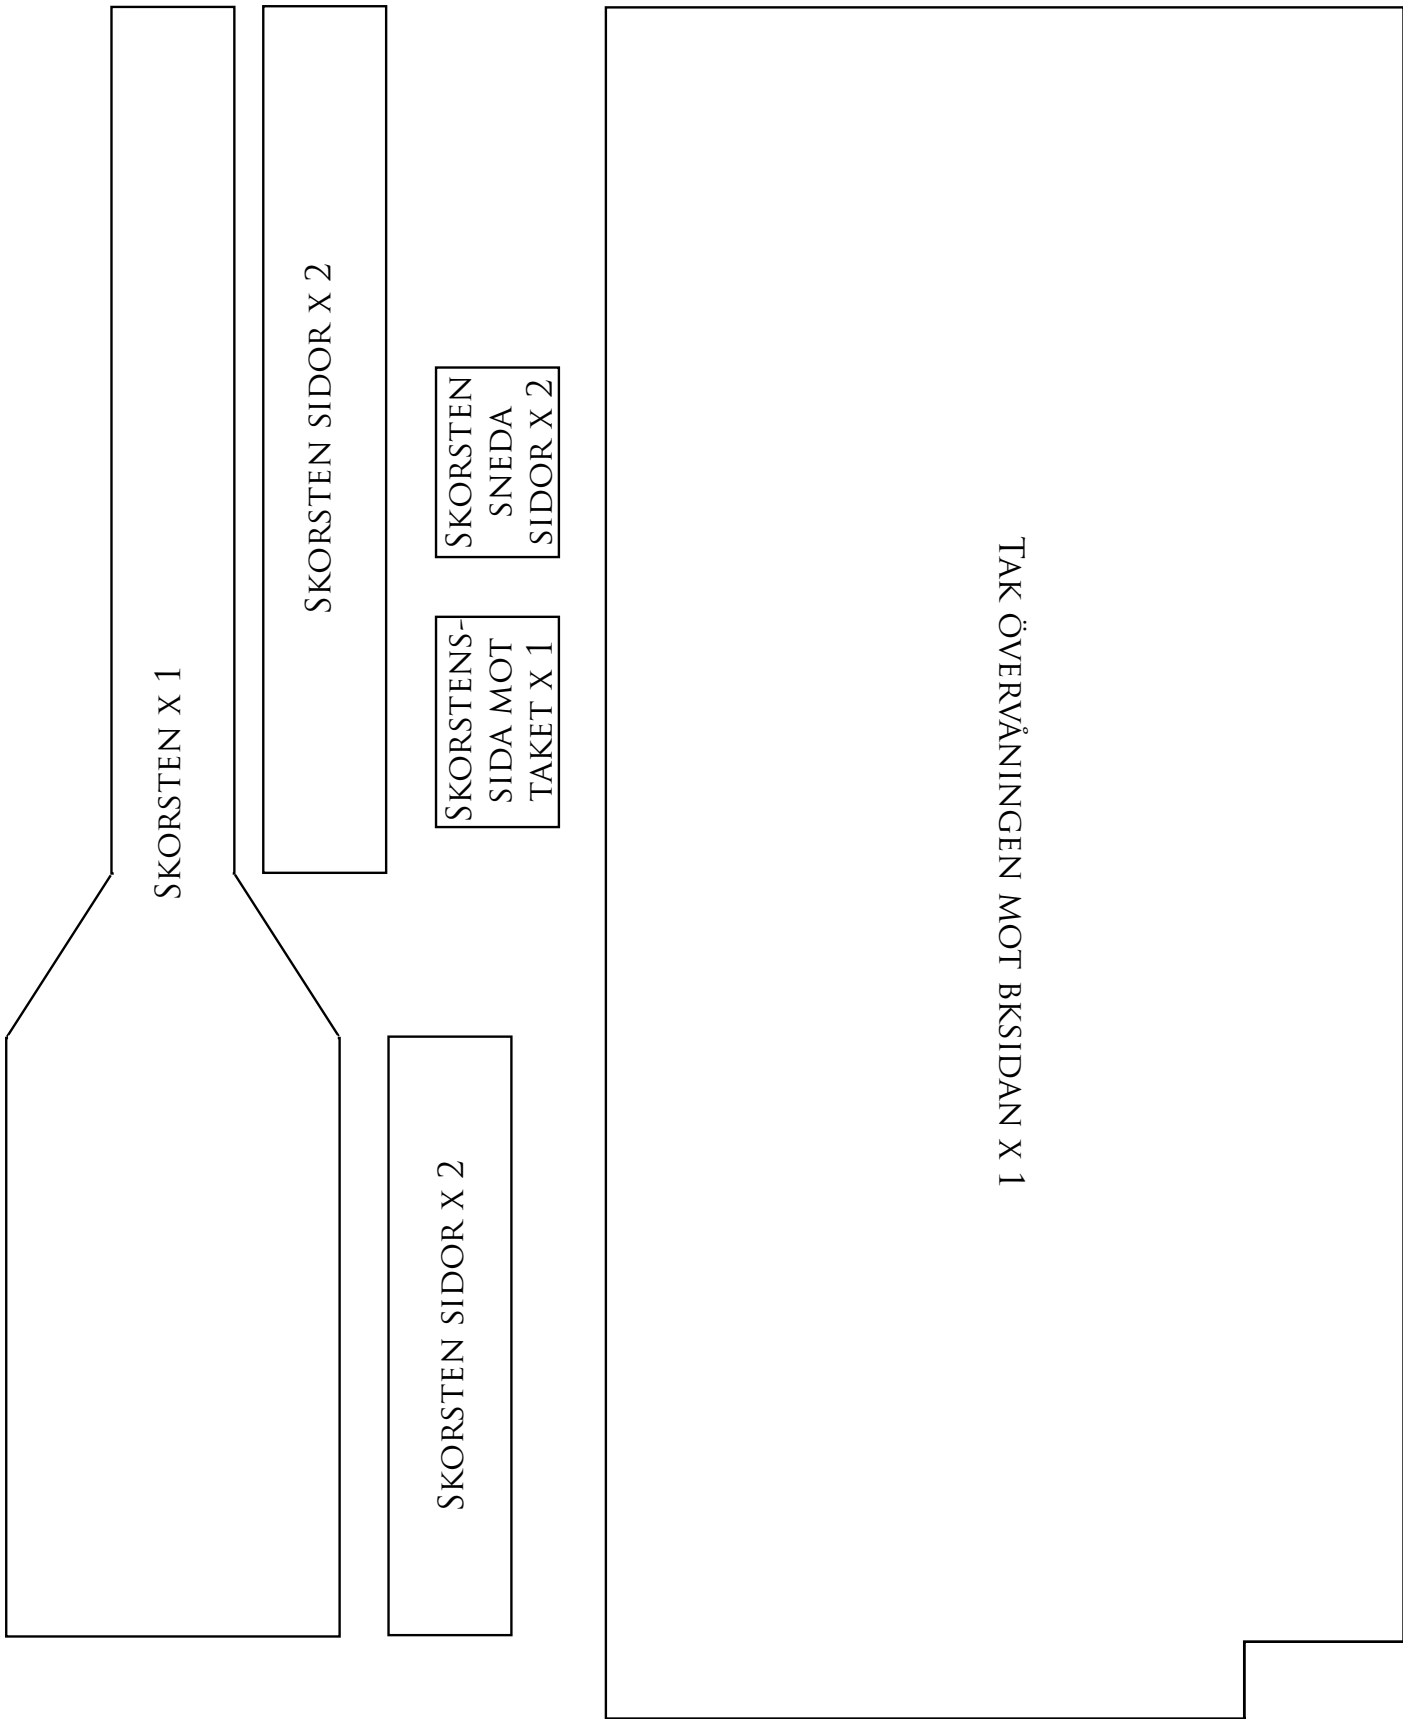 Skorsten x 1
Skorsten sidor x 2
Skorsten
sneda
sidor x 2
Skorstens-
sida mot
taket x 1
Skorsten sidor x 2
Tak övervåningen mot bksidan x 1